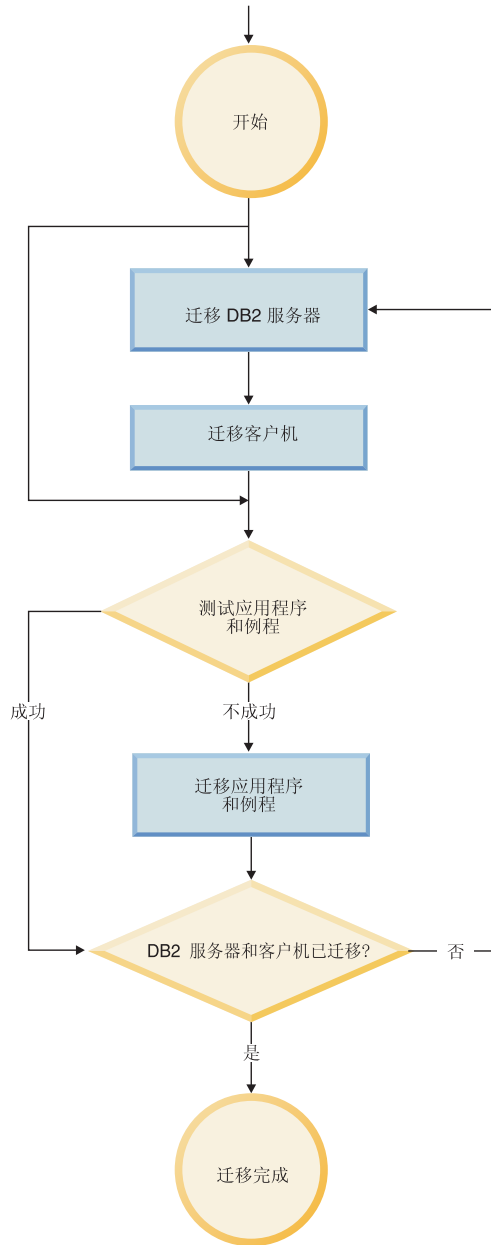 开始
迁移 DB2 服务器
迁移客户机
测试应用程序
和例程
成功
不成功
迁移应用程序
和例程
DB2 服务器和客户机已迁移?
否
是
迁移完成